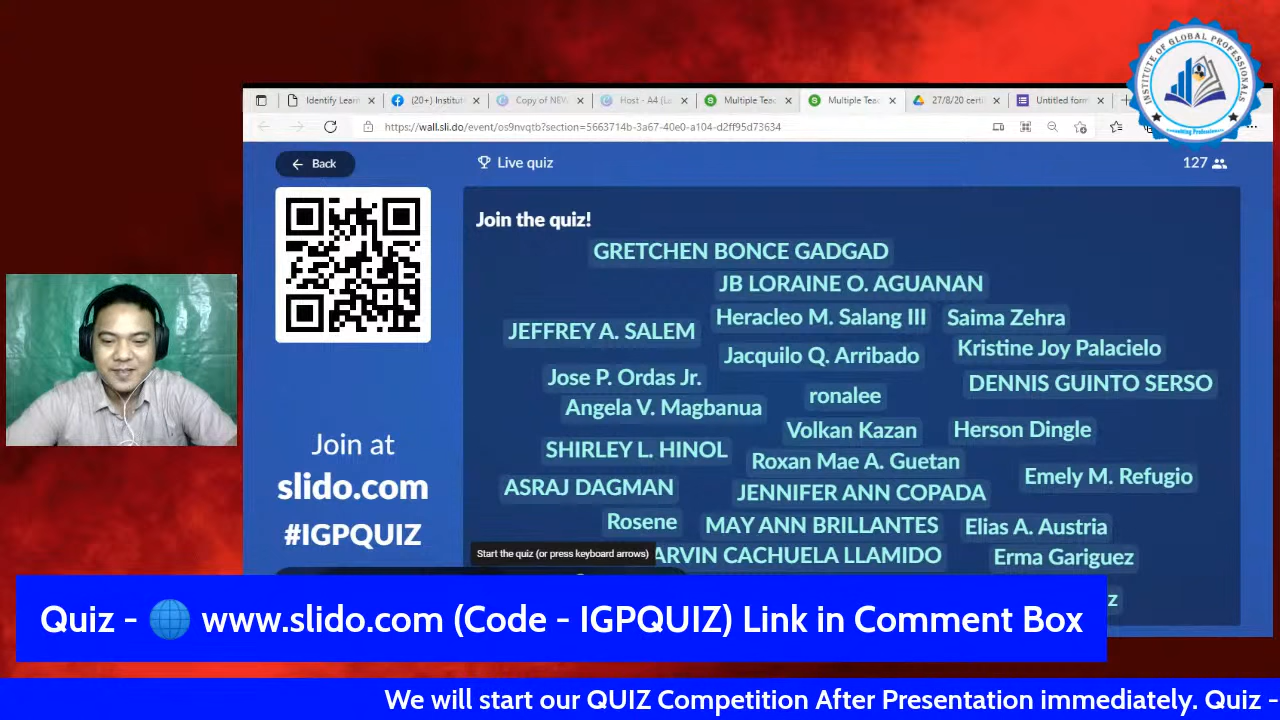 INSTITUTE OF GLOBAL PROFESSIONALS
Connecting Professionals
Identify Lear
(20+) Institut
Copy of NEW
Host - A4 (L
Multiple Teac
Multiple Teac
27/8/20 certi
Untitled form
https://wall.sli.do/event/os9nvqtb?section=5663714b-3a67-40e0-a104-d2ff95d73634
Back
Live quiz
127
Join the quiz!
GRETCHEN BONCE GADGAD
JB LORAINE O. AGUANAN
JEFFREY A. SALEM
Heracleo M. Salang III
Saima Zehra
Jacquilo Q. Arribado
Kristine Joy Palacielo
Jose P. Ordas Jr.
ronalee
DENNIS GUINTO SERSO
Angela V. Magbanua
Volkan Kazan
Herson Dingle
SHIRLEY L. HINOL
Roxan Mae A. Guetan
Emely M. Refugio
ASRAJ DAGMAN
JENNIFER ANN COPADA
Rosene
MAY ANN BRILLANTES
Elias A. Austria
ARVIN CACHUELA LLAMIDO
Erma Gariguez
z
Join at
slido.com
#IGPQUIZ
Start the quiz (or press keyboard arrows)
Quiz - 🌐 www.slido.com (Code - IGPQUIZ) Link in Comment Box
We will start our QUIZ Competition After Presentation immediately. Quiz -